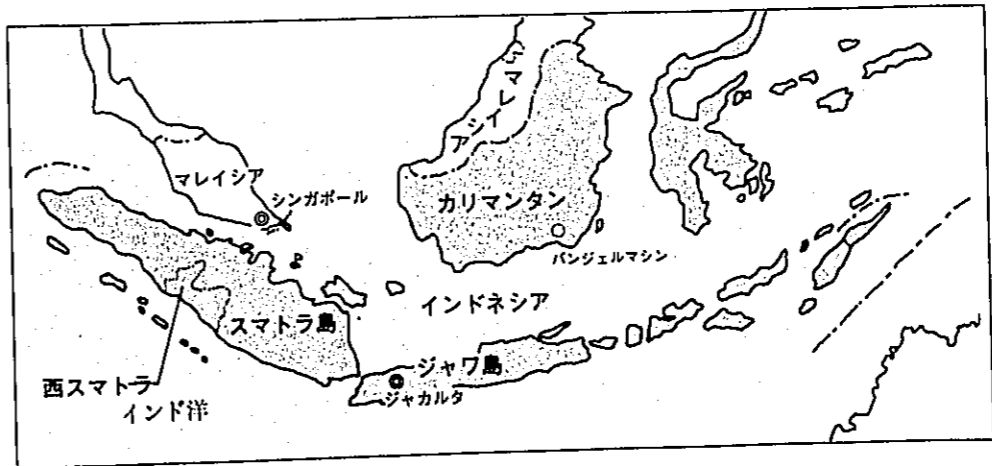 マレイシア
マレイシア
シンガポール
カリマンタン
バンジェルマシン
インドネシア
スマトラ島
ジャワ島
西スマトラ
ジャカルタ
インド洋